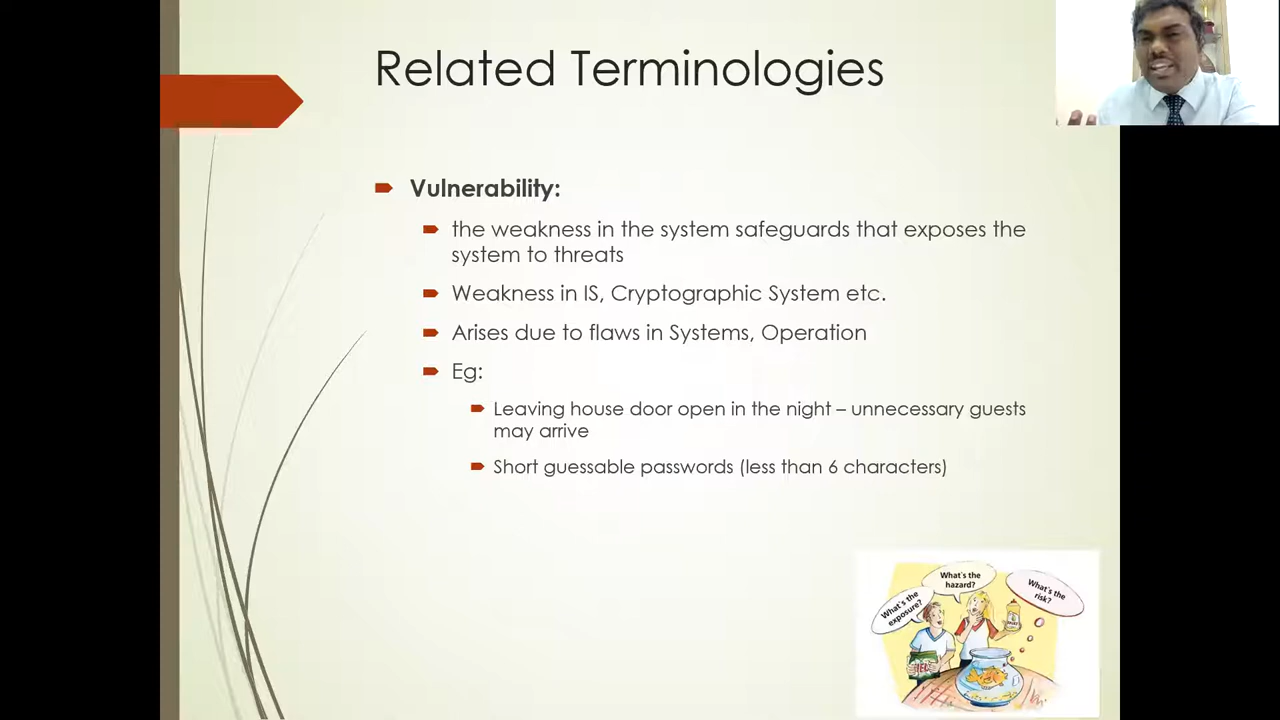 Related Terminologies
Vulnerability:
the weakness in the system safeguards that exposes the
system to threats
Weakness in IS, Cryptographic System etc.
Arises due to flaws in Systems, Operation
Eg:
Leaving house door open in the night – unnecessary guests
may arrive
Short guessable passwords (less than 6 characters)
What's the
exposure?
What's the
hazard?
What's the
risk?